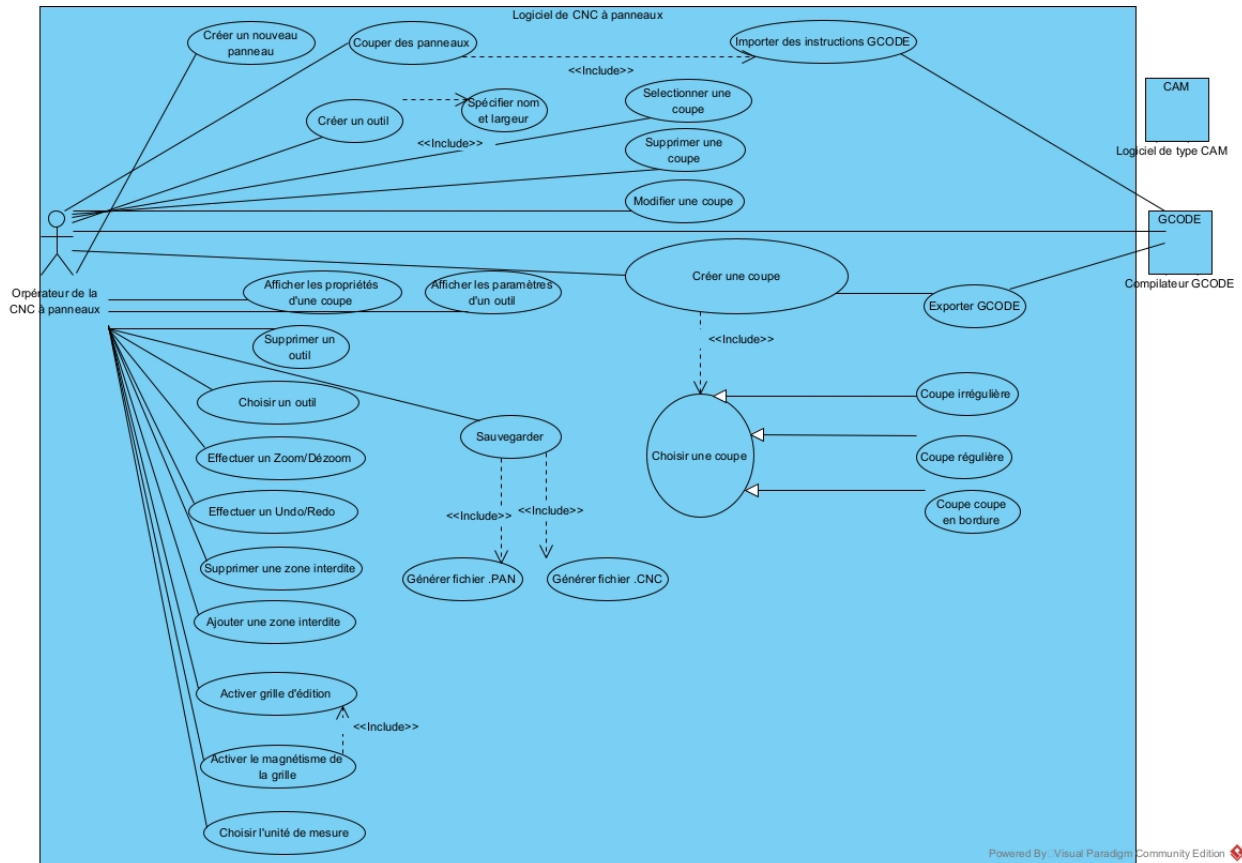 Logiciel de CNC à panneaux
Créer un nouveau
panneau
Couper des panneaux
Importer des instructions GCODE
<<Include>>
CAM
Logiciel de type CAM
Créer un outil
Spécifier nom
et largeur
Selectionner une
coupe
<<Include>>
Supprimer une
coupe
Modifier une coupe
GCODE
Compilateur GCODE
Créer une coupe
Orpérateur de la
CNC à panneaux
Afficher les propriétés
d'une coupe
Afficher les paramètres
d'un outil
Exporter GCODE
Supprimer un
outil
<<Include>>
Choisir un outil
Coupe irrégulière
Sauvegarder
Choisir une coupe
Effectuer un Zoom/Dézoom
Coupe régulière
Effectuer un Undo/Redo
<<Include>>
<<Include>>
Coupe coupe
en bordure
Supprimer une zone interdite
Générer fichier .PAN
Générer fichier .CNC
Ajouter une zone interdite
Activer grille d'édition
<<Include>>
Activer le magnétisme de
la grille
Choisir l'unité de mesure
Powered By: Visual Paradigm Community Edition